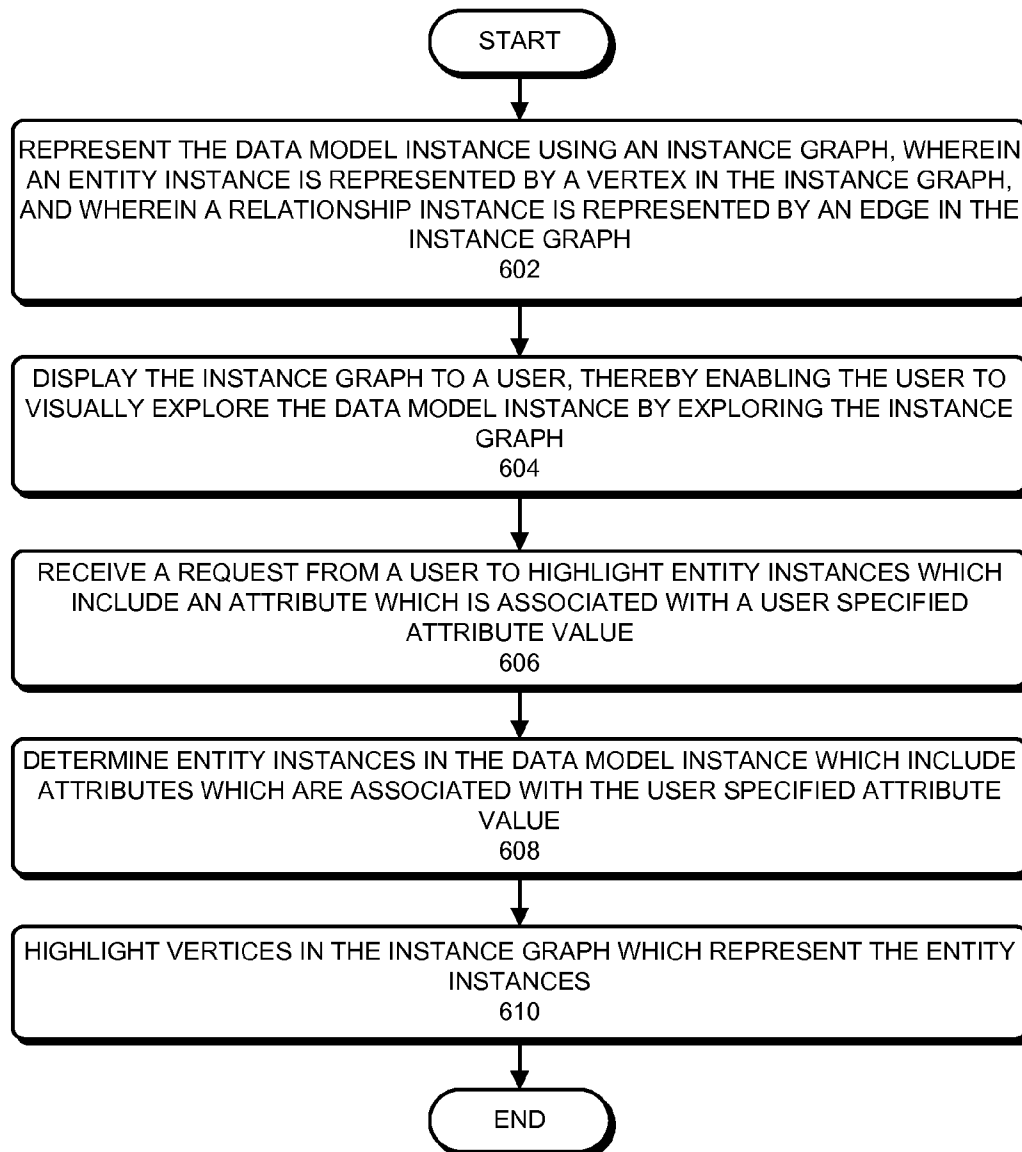 START
REPRESENT THE DATA MODEL INSTANCE USING AN INSTANCE GRAPH, WHEREIN
AN ENTITY INSTANCE IS REPRESENTED BY A VERTEX IN THE INSTANCE GRAPH,
AND WHEREIN A RELATIONSHIP INSTANCE IS REPRESENTED BY AN EDGE IN THE
INSTANCE GRAPH
602
DISPLAY THE INSTANCE GRAPH TO A USER, THEREBY ENABLING THE USER TO
VISUALLY EXPLORE THE DATA MODEL INSTANCE BY EXPLORING THE INSTANCE
GRAPH
604
RECEIVE A REQUEST FROM A USER TO HIGHLIGHT ENTITY INSTANCES WHICH
INCLUDE AN ATTRIBUTE WHICH IS ASSOCIATED WITH A USER SPECIFIED
ATTRIBUTE VALUE
606
DETERMINE ENTITY INSTANCES IN THE DATA MODEL INSTANCE WHICH INCLUDE
ATTRIBUTES WHICH ARE ASSOCIATED WITH THE USER SPECIFIED ATTRIBUTE
VALUE
608
HIGHLIGHT VERTICES IN THE INSTANCE GRAPH WHICH REPRESENT THE ENTITY
INSTANCES
610
END